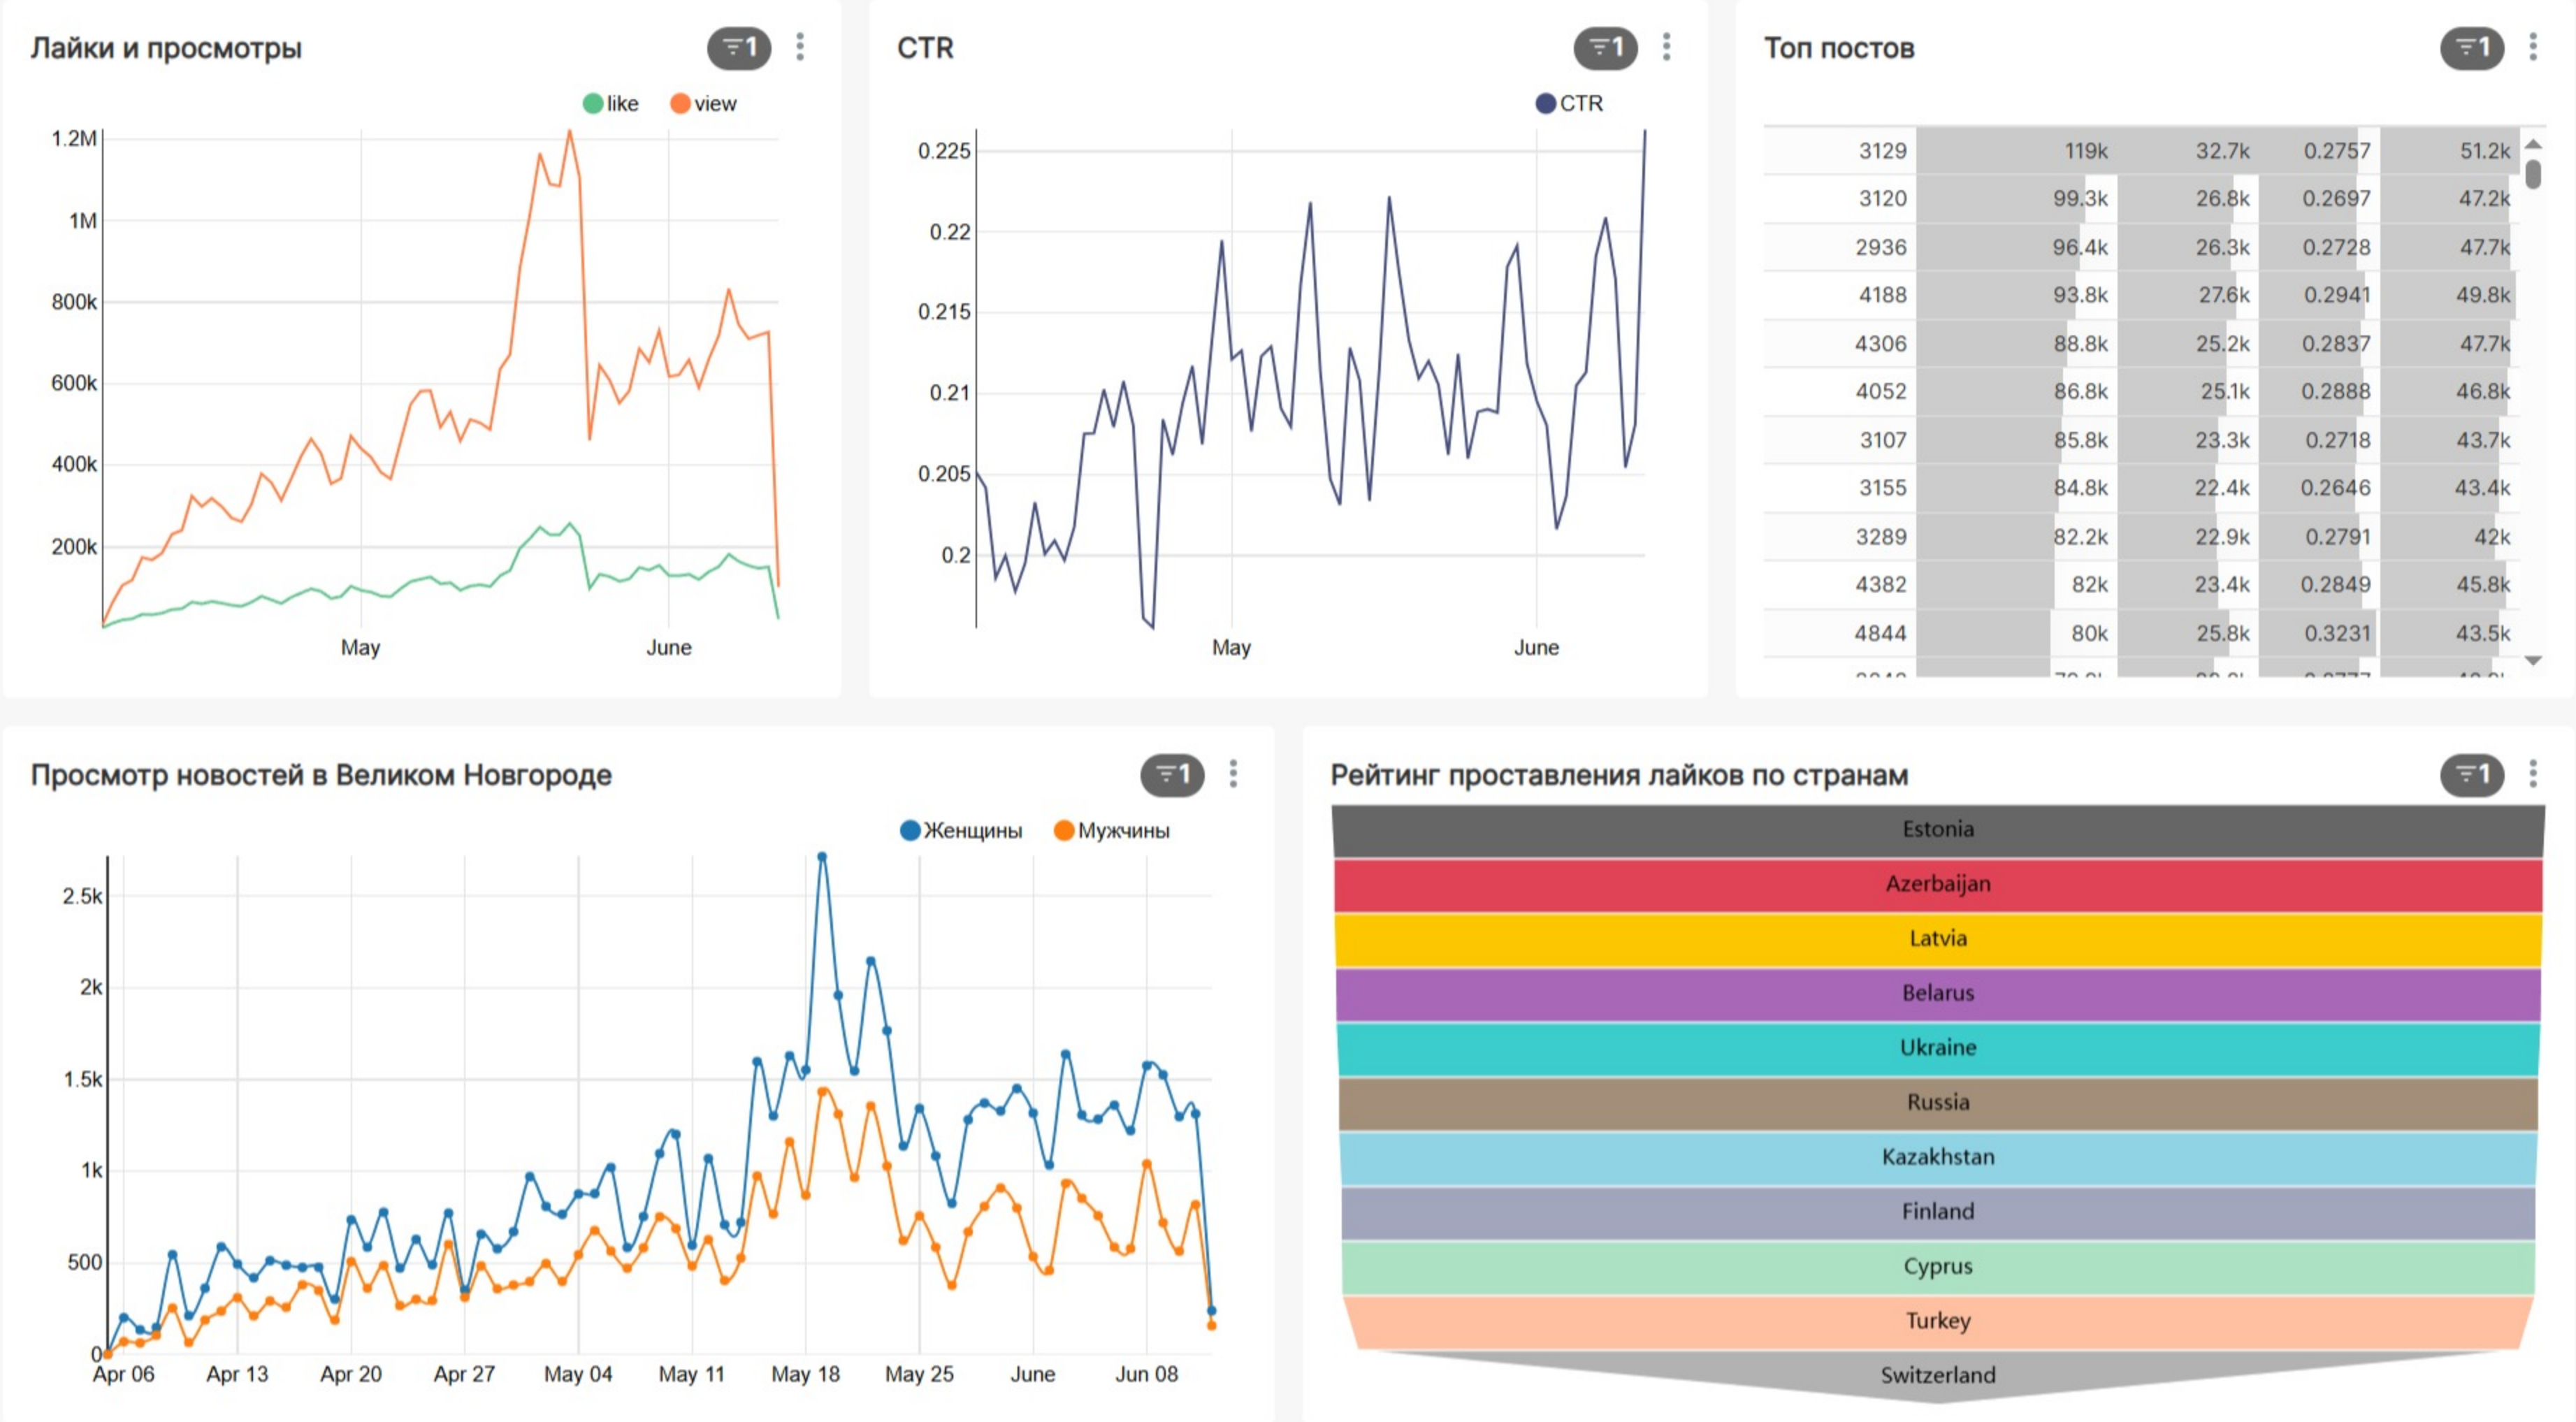 Лайки и просмотры
1
like view
1.2M
1M
800k
600k
400k
200k
May June
CTR
1
CTR
0.225
0.22
0.215
0.21
0.205
0.2
May June
Топ постов
1
3129 119k 32.7k 0.2757 51.2k
3120 99.3k 26.8k 0.2697 47.2k
2936 96.4k 26.3k 0.2728 47.7k
4188 93.8k 27.6k 0.2941 49.8k
4306 88.8k 25.2k 0.2837 47.7k
4052 86.8k 25.1k 0.2888 46.8k
3107 85.8k 23.3k 0.2718 43.7k
3155 84.8k 22.4k 0.2646 43.4k
3289 82.2k 22.9k 0.2791 42k
4382 82k 23.4k 0.2849 45.8k
4844 80k 25.8k 0.3231 43.5k
Просмотр новостей в Великом Новгороде
1
Женщины Мужчины
2.5k
2k
1.5k
1k
500
0
Apr 06 Apr 13 Apr 20 Apr 27 May 04 May 11 May 18 May 25 June Jun 08
Рейтинг проставления лайков по странам
1
Estonia
Azerbaijan
Latvia
Belarus
Ukraine
Russia
Kazakhstan
Finland
Cyprus
Turkey
Switzerland